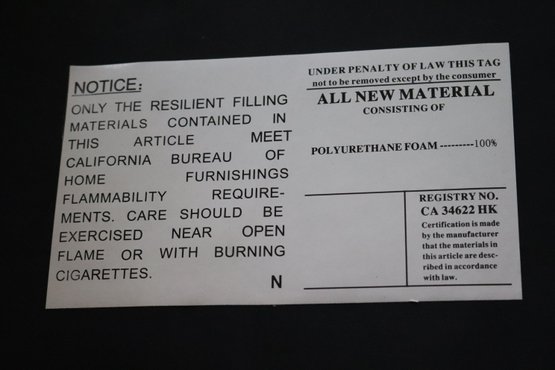 NOTICE:
ONLY THE RESILIENT FILLING
MATERIALS CONTAINED IN
THIS ARTICLE MEET
CALIFORNIA BUREAU OF
HOME FURNISHINGS
FLAMMABILITY REQUIRE-
MENTS. CARE SHOULD BE
EXERCISED NEAR OPEN
FLAME OR WITH BURNING
CIGARETTES.
N
UNDER PENALTY OF LAW THIS TAG
not to be removed except by the consumer
ALL NEW MATERIAL
CONSISTING OF
POLYURETHANE FOAM ---------100%
REGISTRY NO.
CA 34622 HK
Certification is made
by the manufacturer
that the materials in
this article are desc-
ribed in accordance
with law.